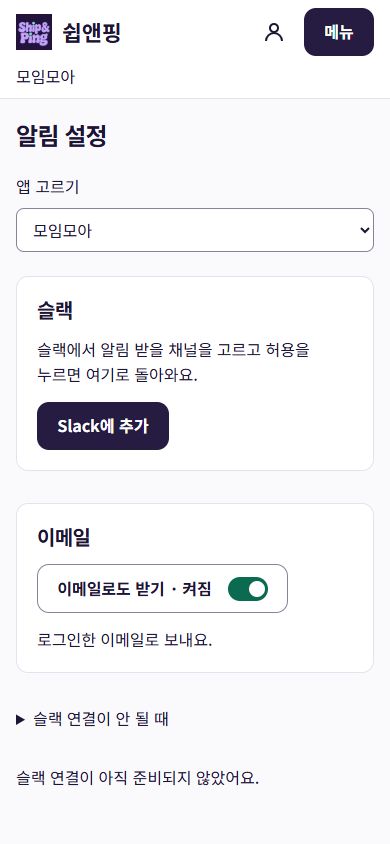 Ship&
Ping
쉽앤핑
메뉴
모임모아
알림 설정
앱 고르기
모임모아
슬랙
슬랙에서 알림 받을 채널을 고르고 허용을
누르면 여기로 돌아와요.
Slack에 추가
이메일
이메일로도 받기 · 켜짐
로그인한 이메일로 보내요.
슬랙 연결이 안 될 때
슬랙 연결이 아직 준비되지 않았어요.